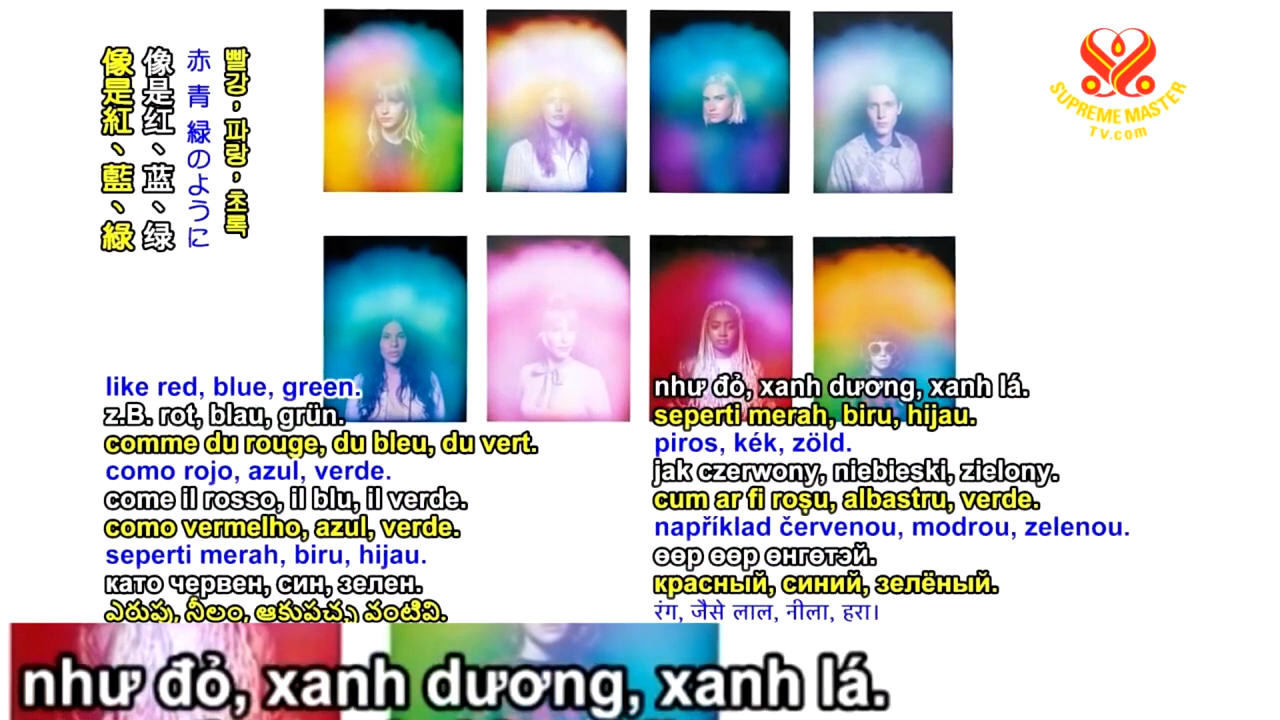 像是紅、藍、綠
像是红、蓝、绿
赤 青 緑のように
빨강, 파랑, 초록
SUPREME MASTER
TV.com
like red, blue, green.
z.B. rot, blau, grün.
comme du rouge, du bleu, du vert.
como rojo, azul, verde.
come il rosso, il blu, il verde.
como vermelho, azul, verde.
seperti merah, biru, hijau.
като червен, син, зелен.
ఎరుపు, నీలం, ఆకుపచ్చ వంటివి.
như đỏ, xanh dương, xanh lá.
seperti merah, biru, hijau.
piros, kék, zöld.
jak czerwony, niebieski, zielony.
cum ar fi roșu, albastru, verde.
například červenou, modrou, zelenou.
өөр өөр өнгөтэй.
красный, синий, зелёный.
रंग, जैसे लाल, नीला, हरा।
như đỏ, xanh dương, xanh lá.